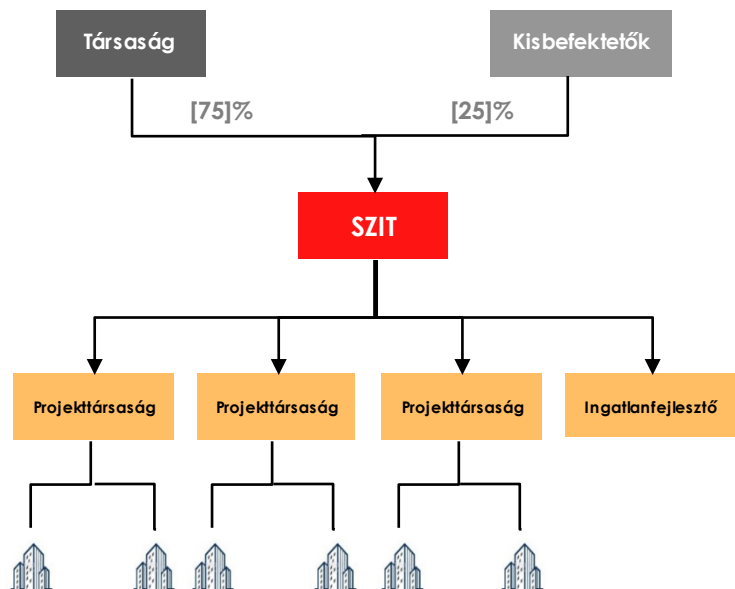 Társaság
Kisbefektetők
[75]%
[25]%
SZIT
Projekttársaság
Projekttársaság
Projekttársaság
Ingatlanfejlesztő